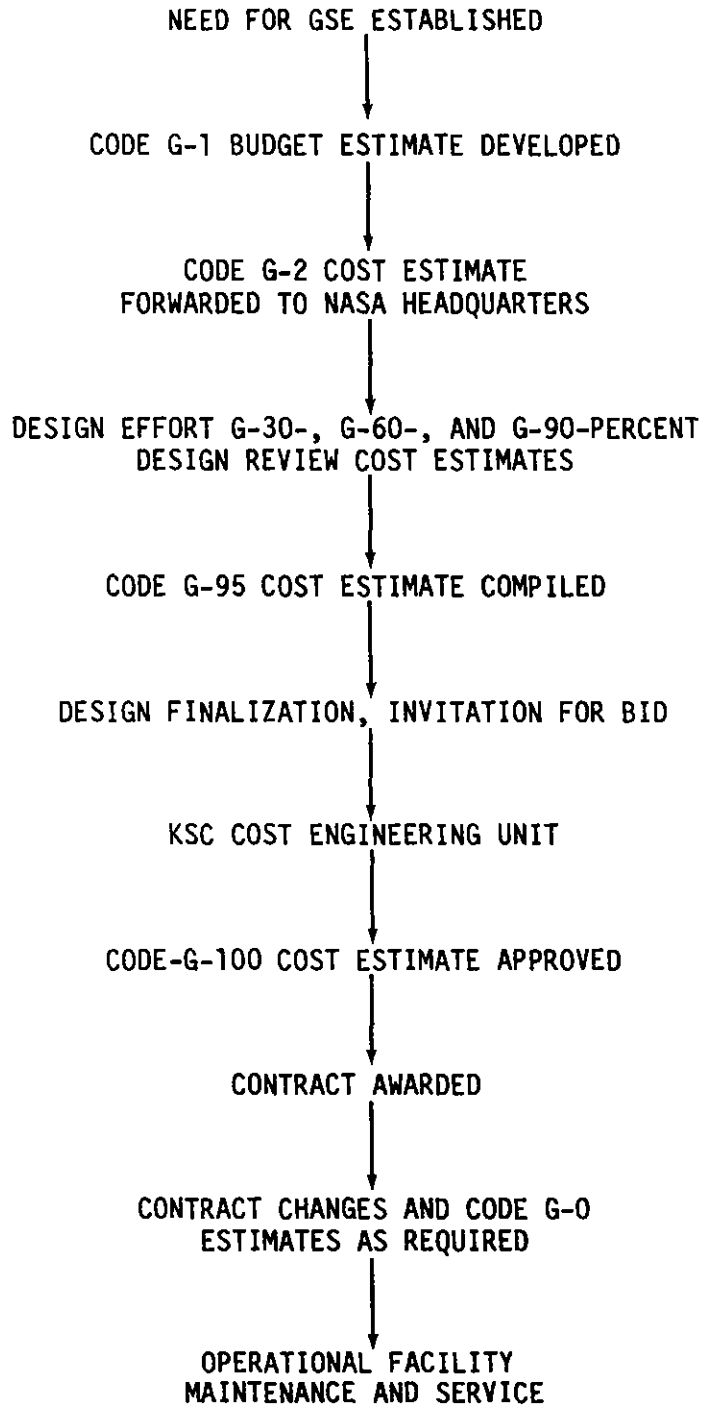 NEED FOR GSE ESTABLISHED
CODE G-1 BUDGET ESTIMATE DEVELOPED
CODE G-2 COST ESTIMATE
FORWARDED TO NASA HEADQUARTERS
DESIGN EFFORT G-30-, G-60-, AND G-90-PERCENT
DESIGN REVIEW COST ESTIMATES
CODE G-95 COST ESTIMATE COMPILED
DESIGN FINALIZATION, INVITATION FOR BID
KSC COST ENGINEERING UNIT
CODE-G-100 COST ESTIMATE APPROVED
CONTRACT AWARDED
CONTRACT CHANGES AND CODE G-0
ESTIMATES AS REQUIRED
OPERATIONAL FACILITY
MAINTENANCE AND SERVICE